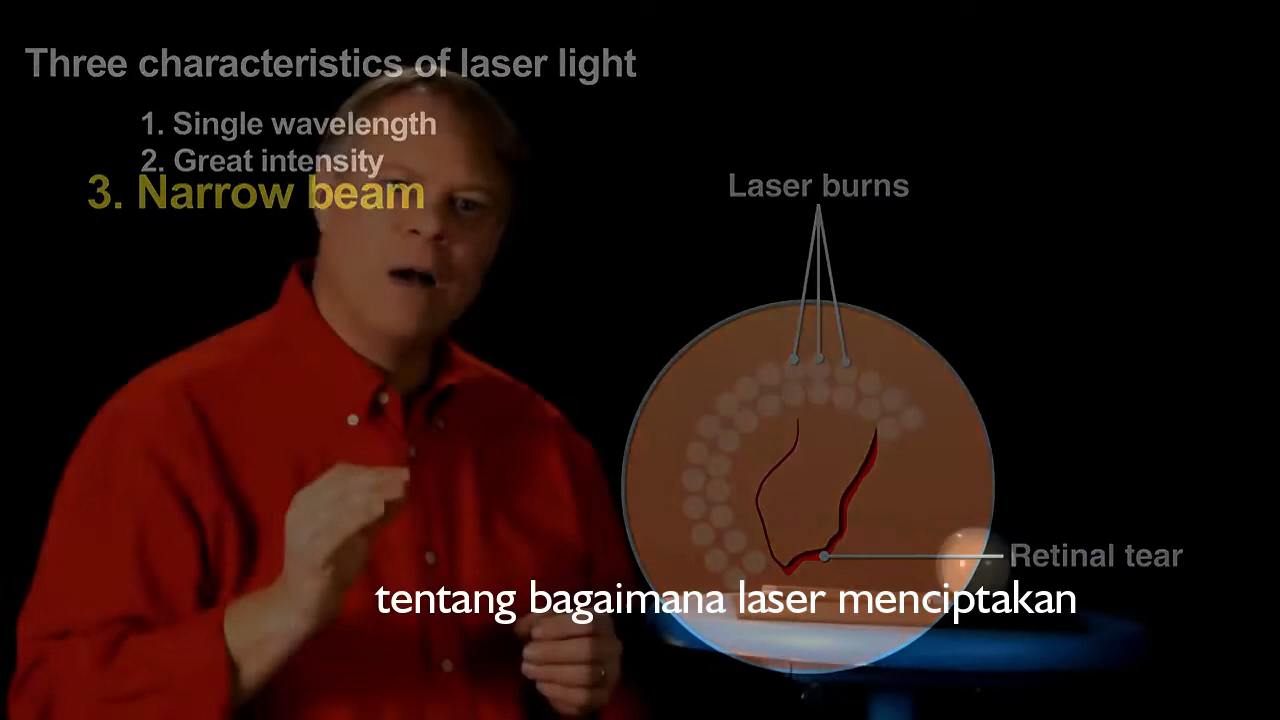 Three characteristics of laser light
1. Single wavelength
2. Great intensity
3. Narrow beam
Laser burns
Retinal tear
tentang bagaimana laser menciptakan